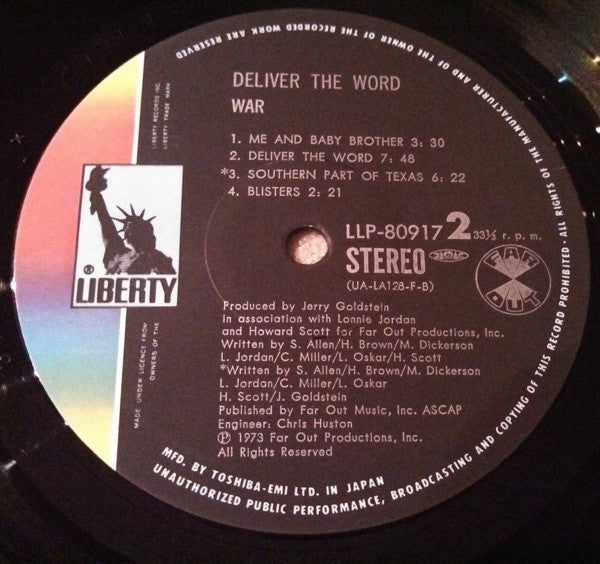 DELIVER THE WORD
WAR
1. ME AND BABY BROTHER 3: 30
2. DELIVER THE WORD 7: 48
*3. SOUTHERN PART OF TEXAS 6: 22
4. BLISTERS 2: 21
LLP-80917 2 33⅓ r. p. m.
STEREO
(UA-LA128-F-B)
FAR OUT
LIBERTY RECORDS INC.
LIBERTY TRADE MARK
® LIBERTY
MADE UNDER LICENCE FROM
OWNERS OF THE
Produced by Jerry Goldstein
In association with Lonnie Jordan
and Howard Scott for Far Out Productions, Inc.
Written by S. Allen/H. Brown/M. Dickerson
L. Jordan/C. Miller/L. Oskar/H. Scott
*Written by S. Allen/H. Brown/M. Dickerson
L. Jordan/C. Miller/L. Oskar
H. Scott/J. Goldstein
Published by Far Out Music, Inc. ASCAP
Engineer: Chris Huston
℗ 1973 Far Out Productions, Inc.
All Rights Reserved
MFD. BY TOSHIBA-EMI LTD. IN JAPAN
UNAUTHORIZED PUBLIC PERFORMANCE, BROADCASTING AND COPYING OF THIS RECORD PROHIBITED · ALL RIGHTS OF THE MANUFACTURER AND OF THE OWNER OF THE RECORDED WORK ARE RESERVED